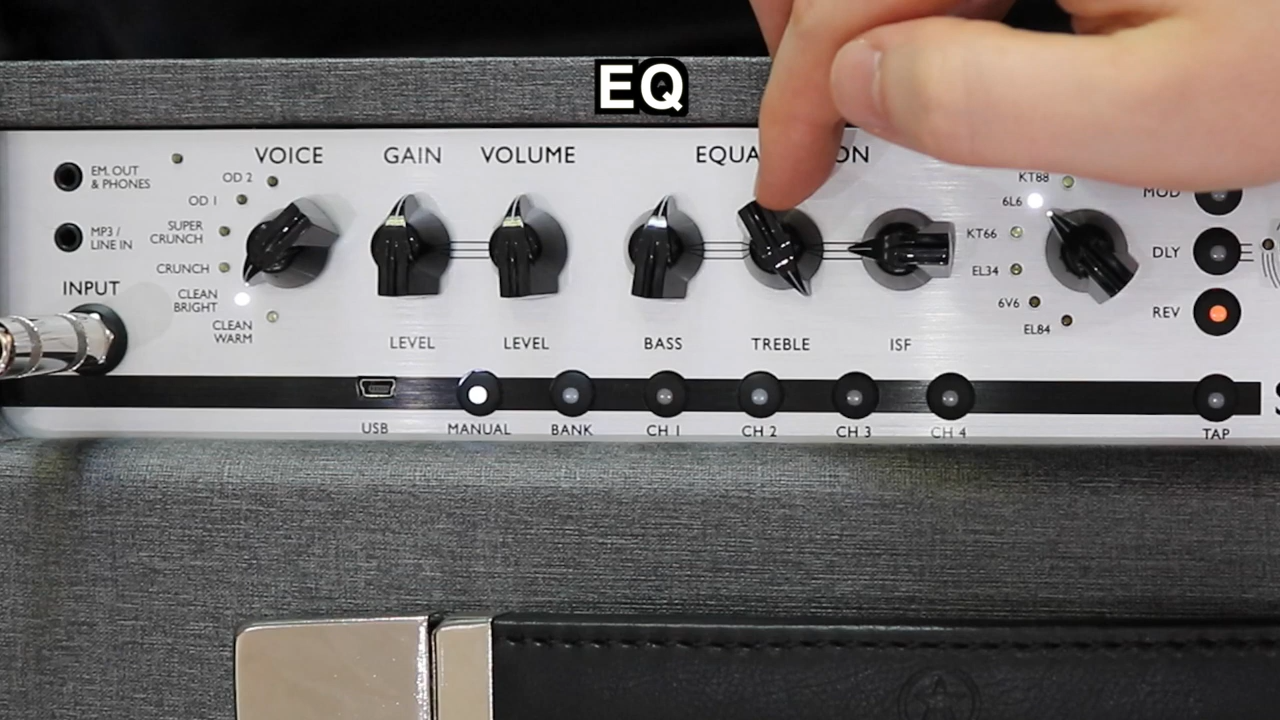 EQ
EM. OUT
& PHONES
MP3 /
LINE IN
INPUT
VOICE
OD 2
OD 1
SUPER
CRUNCH
CRUNCH
CLEAN
BRIGHT
CLEAN
WARM
GAIN
LEVEL
VOLUME
LEVEL
EQUA ON
BASS
TREBLE
ISF
KT88
6L6
KT66
EL34
6V6
EL84
MOD
DLY
REV
USB
MANUAL
BANK
CH 1
CH 2
CH 3
CH 4
TAP